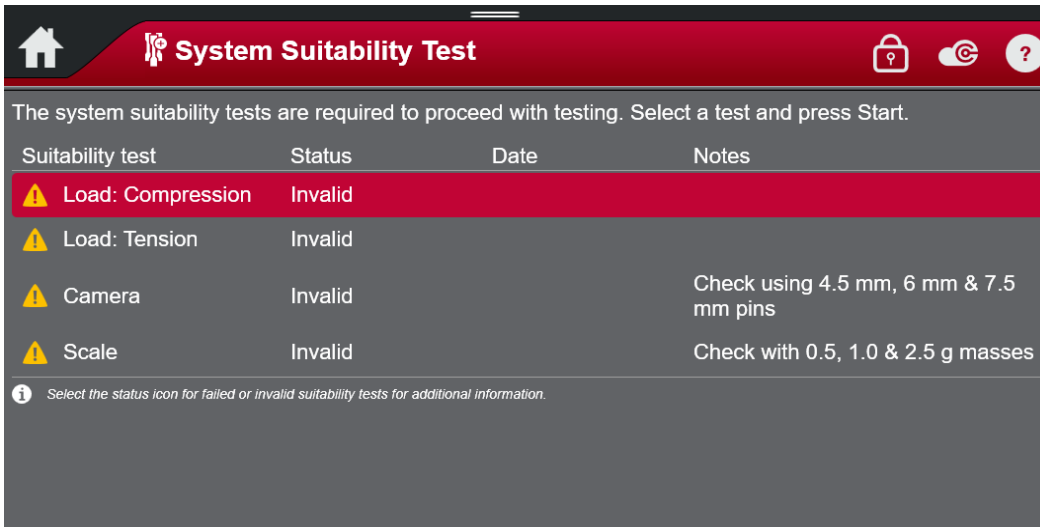 System Suitability Test
?
The system suitability tests are required to proceed with testing. Select a test and press Start.
Suitability test Status Date Notes
Load: Compression Invalid
Load: Tension Invalid
Camera Invalid Check using 4.5 mm, 6 mm & 7.5
mm pins
Scale Invalid Check with 0.5, 1.0 & 2.5 g masses
Select the status icon for failed or invalid suitability tests for additional information.